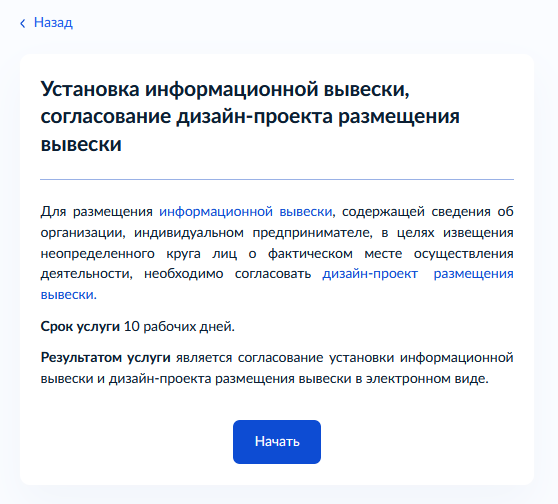 Назад
Установка информационной вывески,
согласование дизайн-проекта размещения
вывески
Для размещения информационной вывески, содержащей сведения об
организации, индивидуальном предпринимателе, в целях извещения
неопределенного круга лиц о фактическом месте осуществления
деятельности, необходимо согласовать дизайн-проект размещения
вывески.
Срок услуги 10 рабочих дней.
Результатом услуги является согласование установки информационной
вывески и дизайн-проекта размещения вывески в электронном виде.
Начать